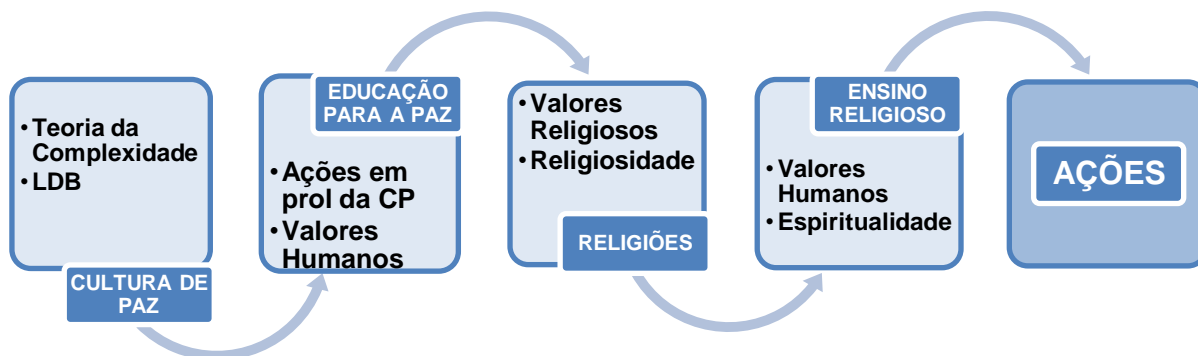 • Teoria da
Complexidade
• LDB
CULTURA DE
PAZ
EDUCAÇÃO
PARA A PAZ
• Ações em
prol da CP
• Valores
Humanos
• Valores
Religiosos
• Religiosidade
RELIGIÕES
ENSINO
RELIGIOSO
• Valores
Humanos
• Espiritualidade
AÇÕES